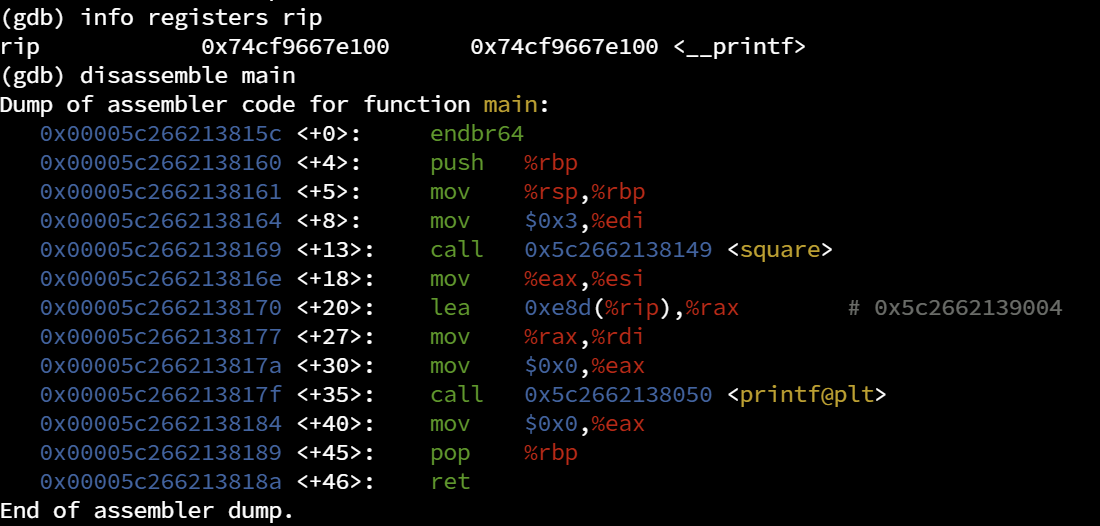 (gdb) info registers rip
rip            0x74cf9667e100      0x74cf9667e100 <__printf>
(gdb) disassemble main
Dump of assembler code for function main:
   0x00005c266213815c <+0>:     endbr64
   0x00005c2662138160 <+4>:     push   %rbp
   0x00005c2662138161 <+5>:     mov    %rsp,%rbp
   0x00005c2662138164 <+8>:     mov    $0x3,%edi
   0x00005c2662138169 <+13>:    call   0x5c2662138149 <square>
   0x00005c266213816e <+18>:    mov    %eax,%esi
   0x00005c2662138170 <+20>:    lea    0xe8d(%rip),%rax        # 0x5c2662139004
   0x00005c2662138177 <+27>:    mov    %rax,%rdi
   0x00005c266213817a <+30>:    mov    $0x0,%eax
   0x00005c266213817f <+35>:    call   0x5c2662138050 <printf@plt>
   0x00005c2662138184 <+40>:    mov    $0x0,%eax
   0x00005c2662138189 <+45>:    pop    %rbp
   0x00005c266213818a <+46>:    ret
End of assembler dump.